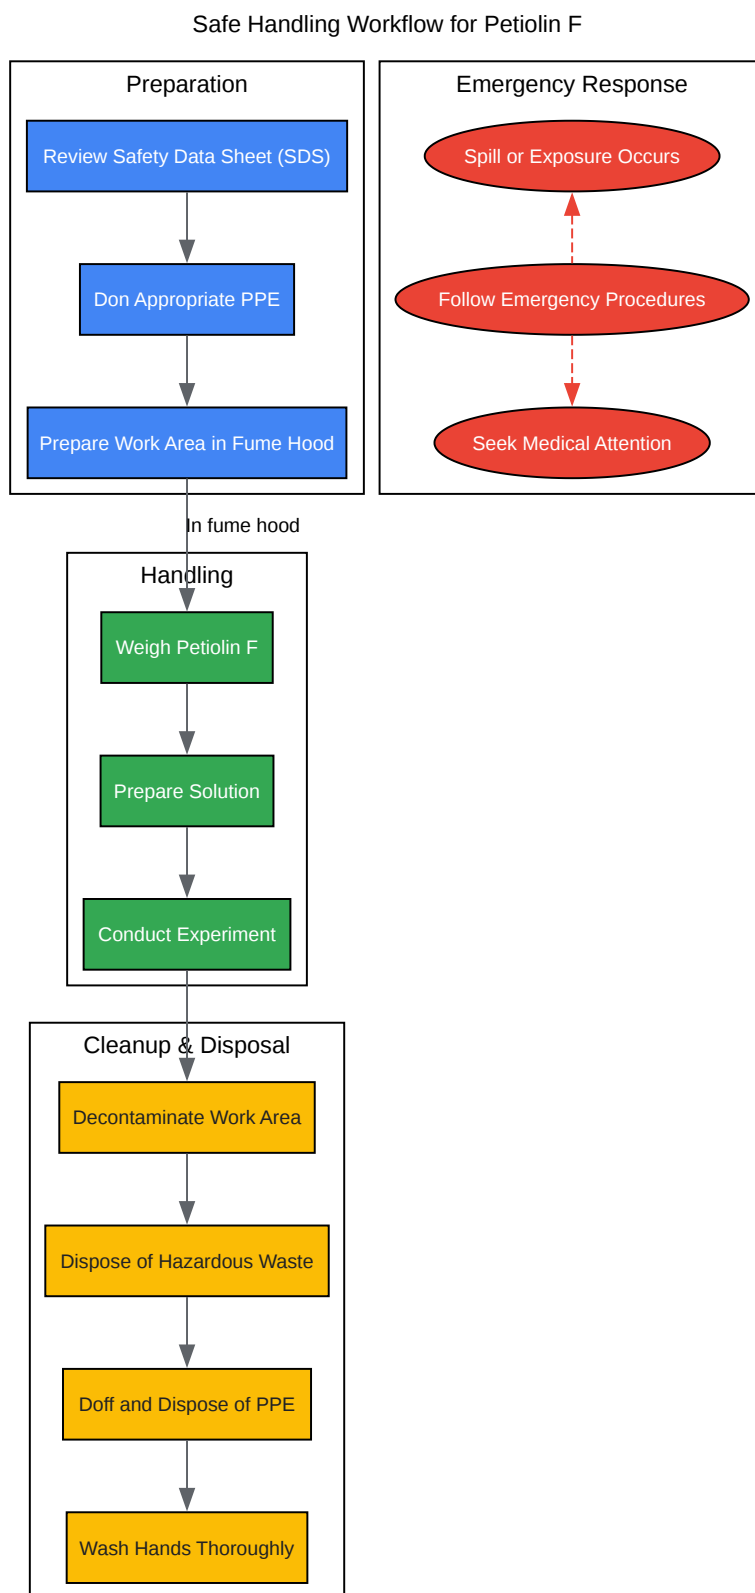 Safe Handling Workflow for Petiolin F
Preparation
Review Safety Data Sheet (SDS)
Don Appropriate PPE
Prepare Work Area in Fume Hood
Emergency Response
Spill or Exposure Occurs
Follow Emergency Procedures
Seek Medical Attention
In fume hood
Handling
Weigh Petiolin F
Prepare Solution
Conduct Experiment
Cleanup & Disposal
Decontaminate Work Area
Dispose of Hazardous Waste
Doff and Dispose of PPE
Wash Hands Thoroughly